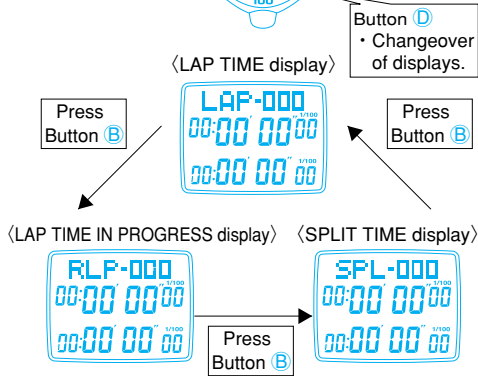 100
Button Ⓓ
・Changeover
of displays.
〈LAP TIME display〉
LAP-000
00:00′ 00″ 1/100 00
00:00′ 00″ 1/100 00
Press
Button Ⓑ
Press
Button Ⓑ
〈LAP TIME IN PROGRESS display〉
RLP-000
00:00′ 00″ 1/100 00
00:00′ 00″ 1/100 00
Press
Button Ⓑ
〈SPLIT TIME display〉
SPL-000
00:00′ 00″ 1/100 00
00:00′ 00″ 1/100 00